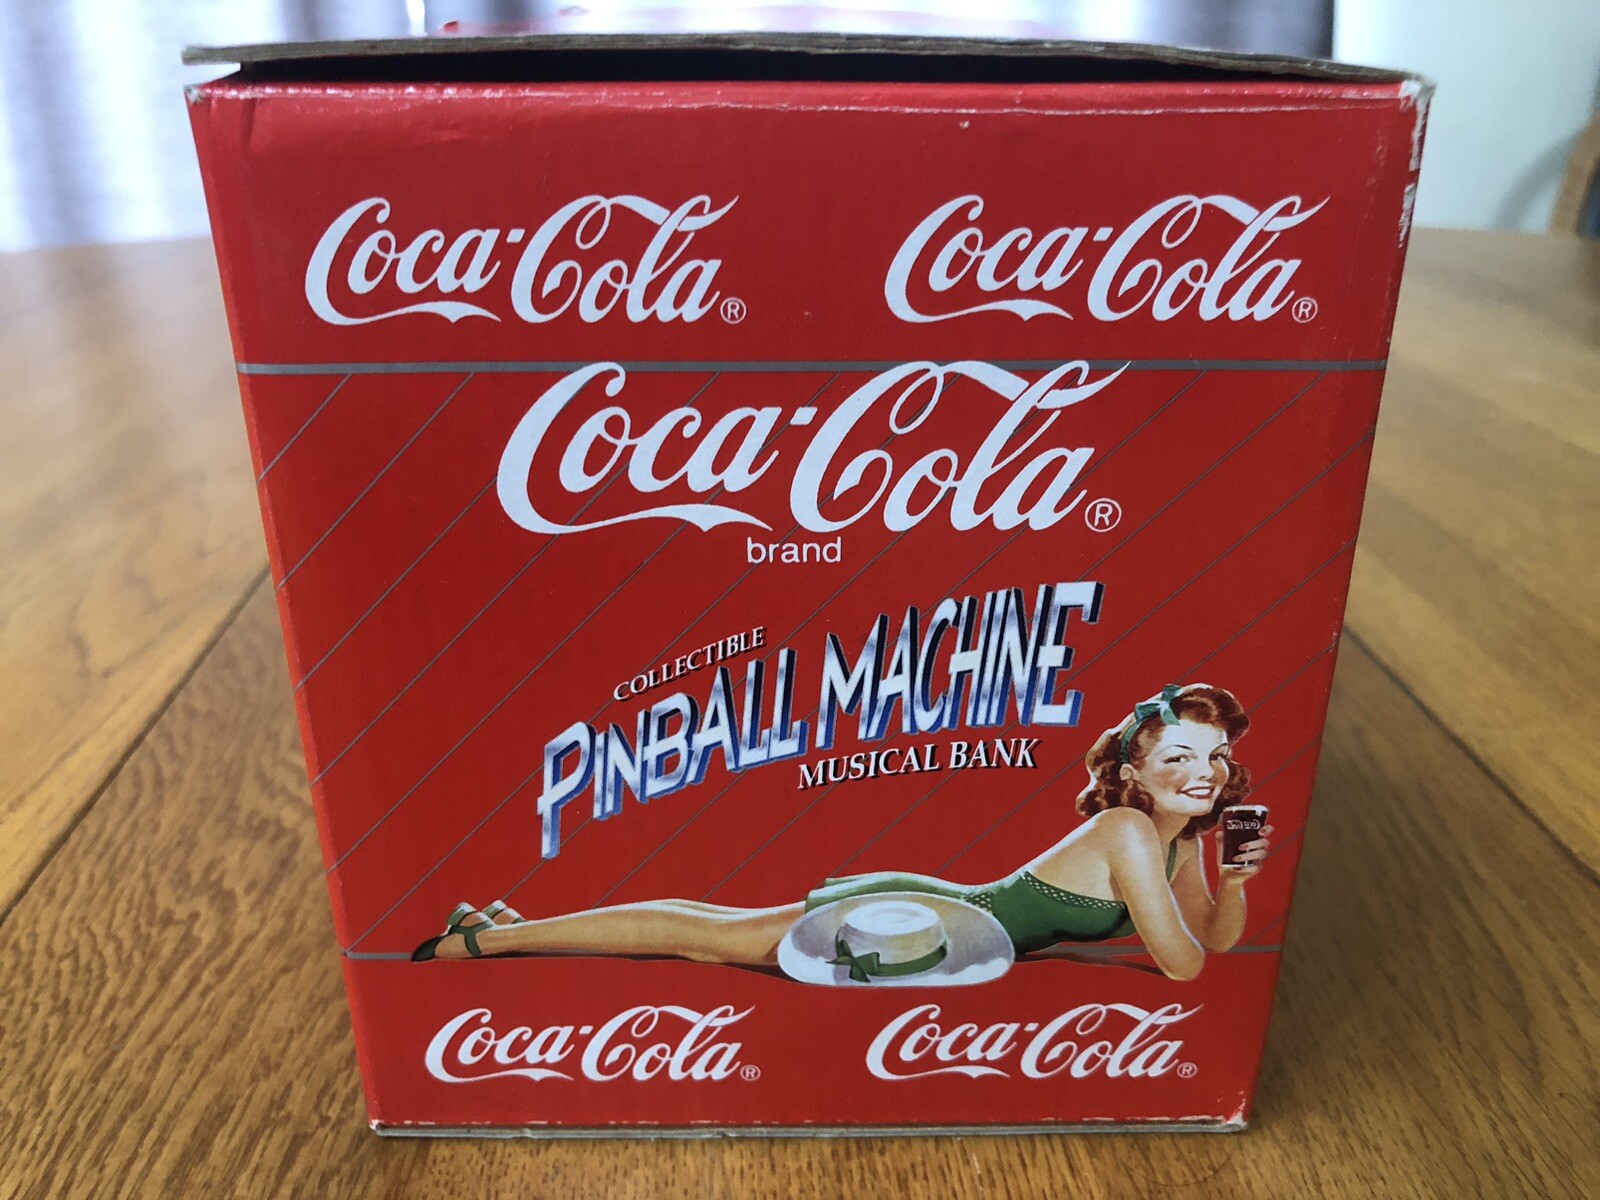 Coca-Cola® Coca-Cola®
Coca-Cola®
brand
COLLECTIBLE
PINBALL MACHINE
MUSICAL BANK
Coca-Cola® Coca-Cola®